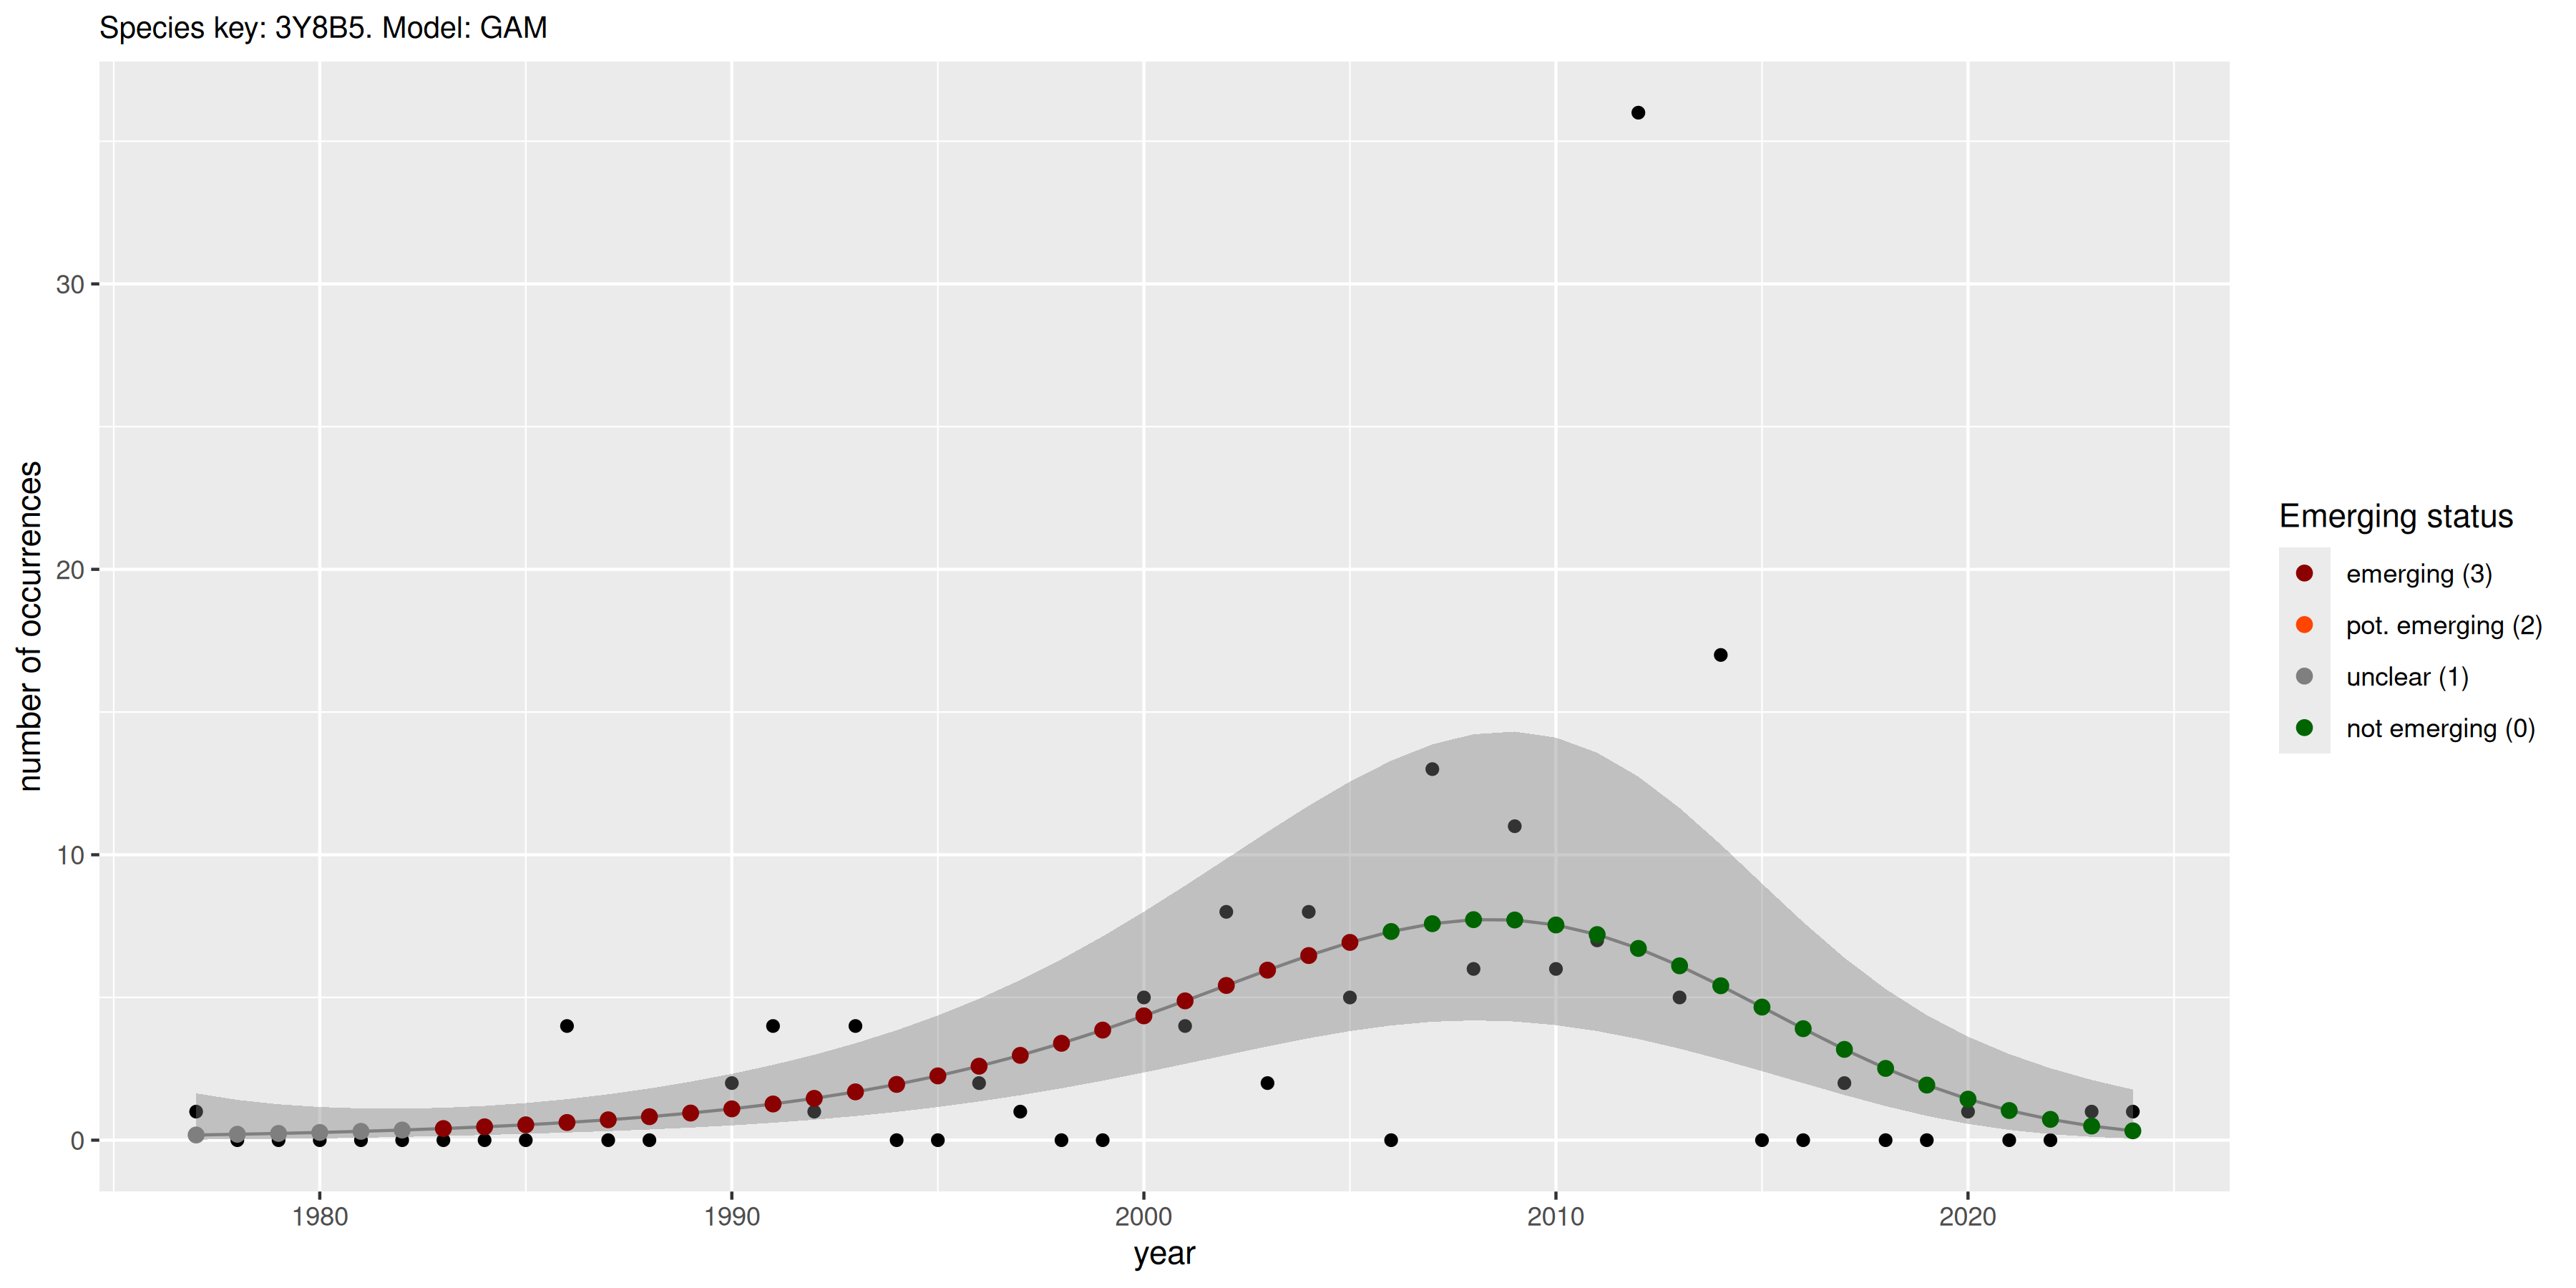 Species key: 3Y8B5. Model: GAM
number of occurrences
30
20
10
0
1980
1990
2000
2010
2020
year
Emerging status
emerging (3)
pot. emerging (2)
unclear (1)
not emerging (0)